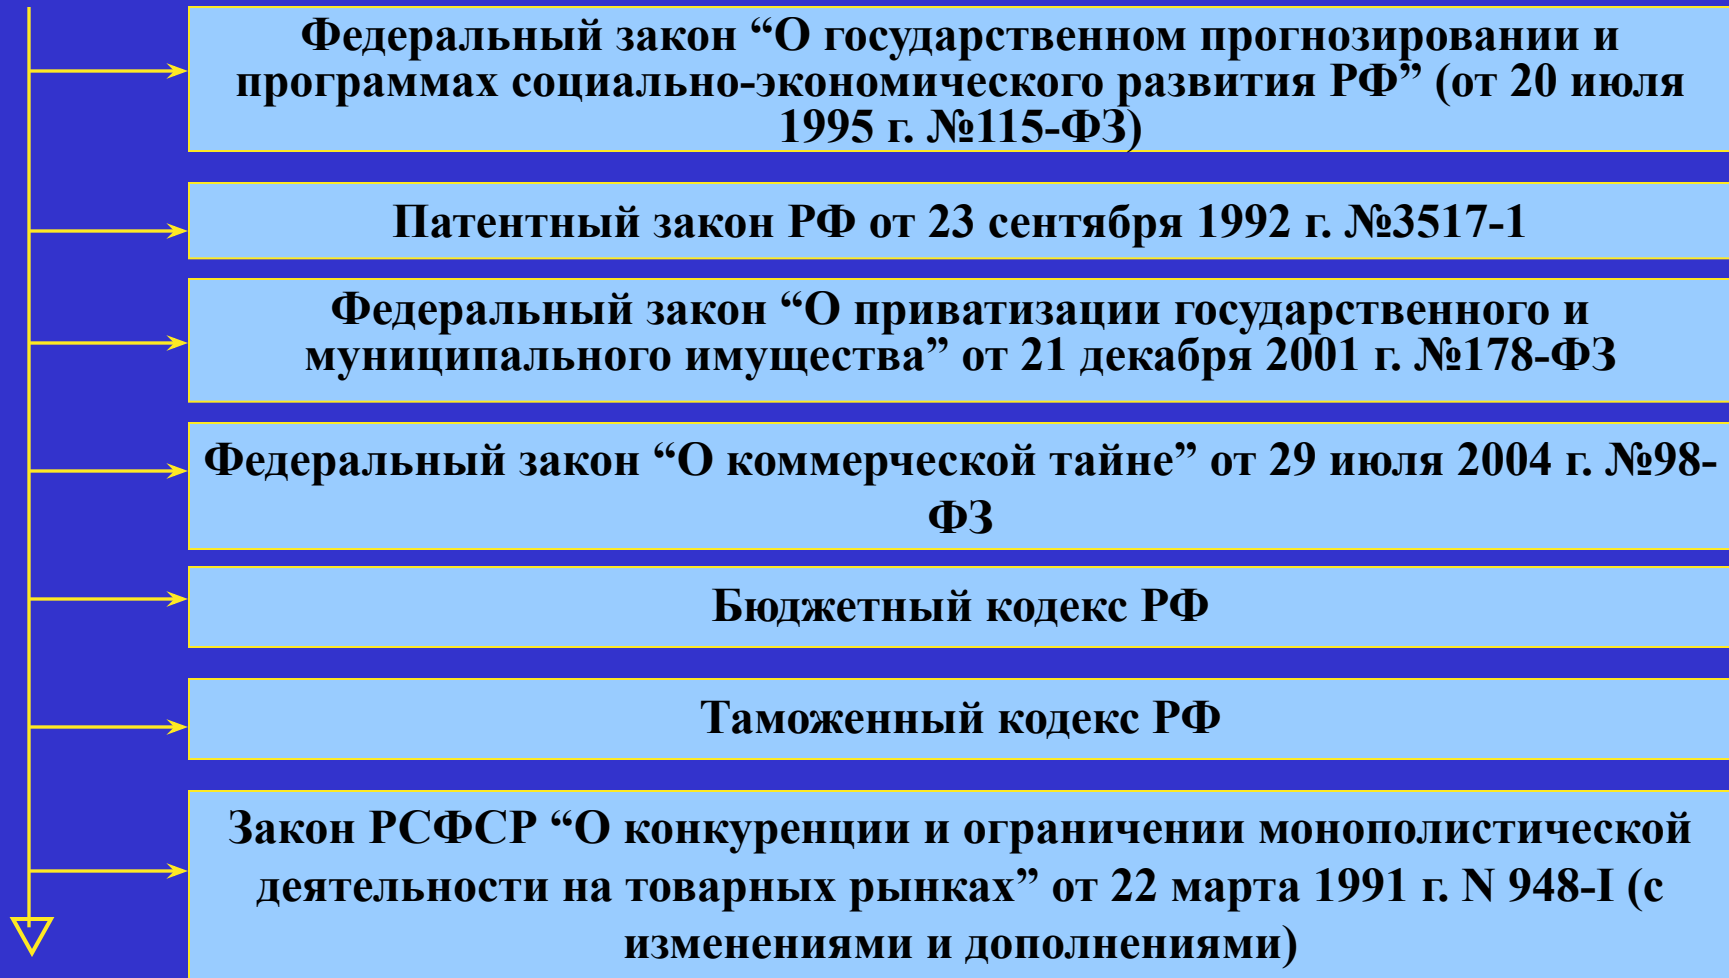 Федеральный закон “О государственном прогнозировании и
программах социально-экономического развития РФ” (от 20 июля
1995 г. №115-ФЗ)
Патентный закон РФ от 23 сентября 1992 г. №3517-1
Федеральный закон “О приватизации государственного и
муниципального имущества” от 21 декабря 2001 г. №178-ФЗ
Федеральный закон “О коммерческой тайне” от 29 июля 2004 г. №98-
ФЗ
Бюджетный кодекс РФ
Таможенный кодекс РФ
Закон РСФСР “О конкуренции и ограничении монополистической
деятельности на товарных рынках” от 22 марта 1991 г. N 948-I (с
изменениями и дополнениями)